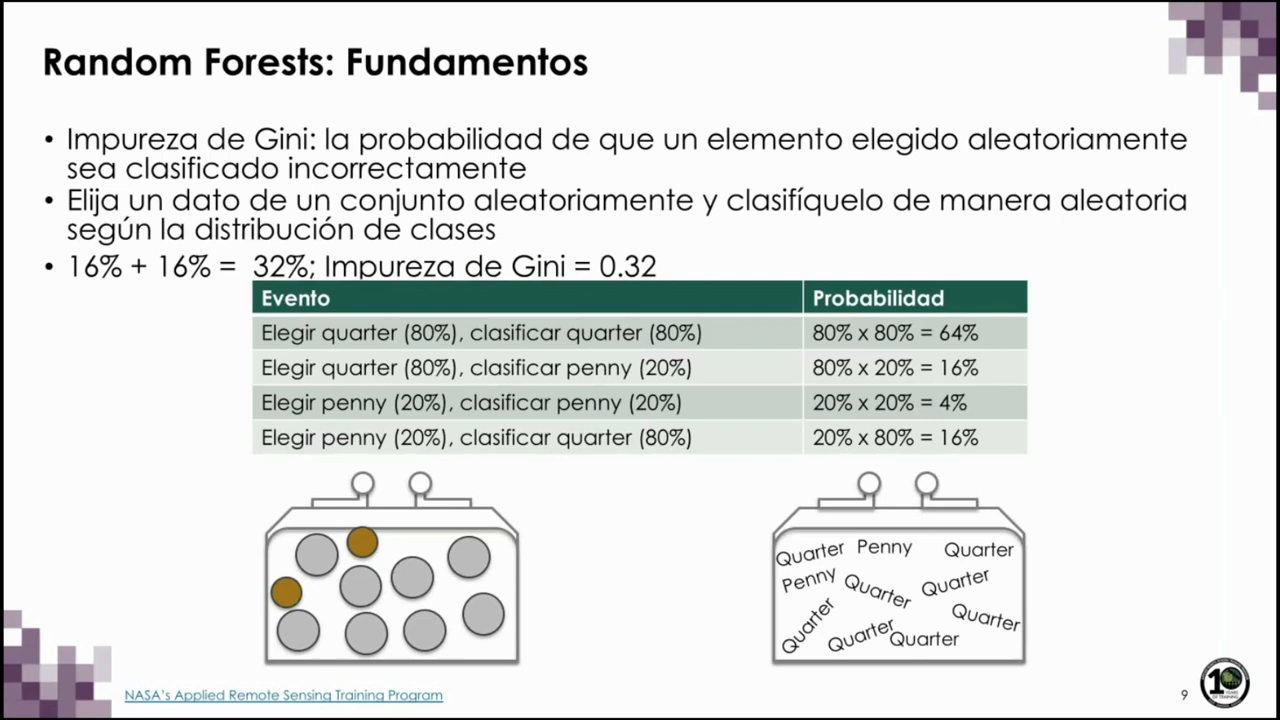 Random Forests: Fundamentos
• Impureza de Gini: la probabilidad de que un elemento elegido aleatoriamente
sea clasificado incorrectamente
• Elija un dato de un conjunto aleatoriamente y clasifíquelo de manera aleatoria
según la distribución de clases
• 16% + 16% = 32%; Impureza de Gini = 0.32
Evento Probabilidad
Elegir quarter (80%), clasificar quarter (80%) 80% x 80% = 64%
Elegir quarter (80%), clasificar penny (20%) 80% x 20% = 16%
Elegir penny (20%), clasificar penny (20%) 20% x 20% = 4%
Elegir penny (20%), clasificar quarter (80%) 20% x 80% = 16%
Quarter Penny Quarter
Penny Quarter Quarter
Quarter Quarter Quarter Quarter
NASA's Applied Remote Sensing Training Program
9
10